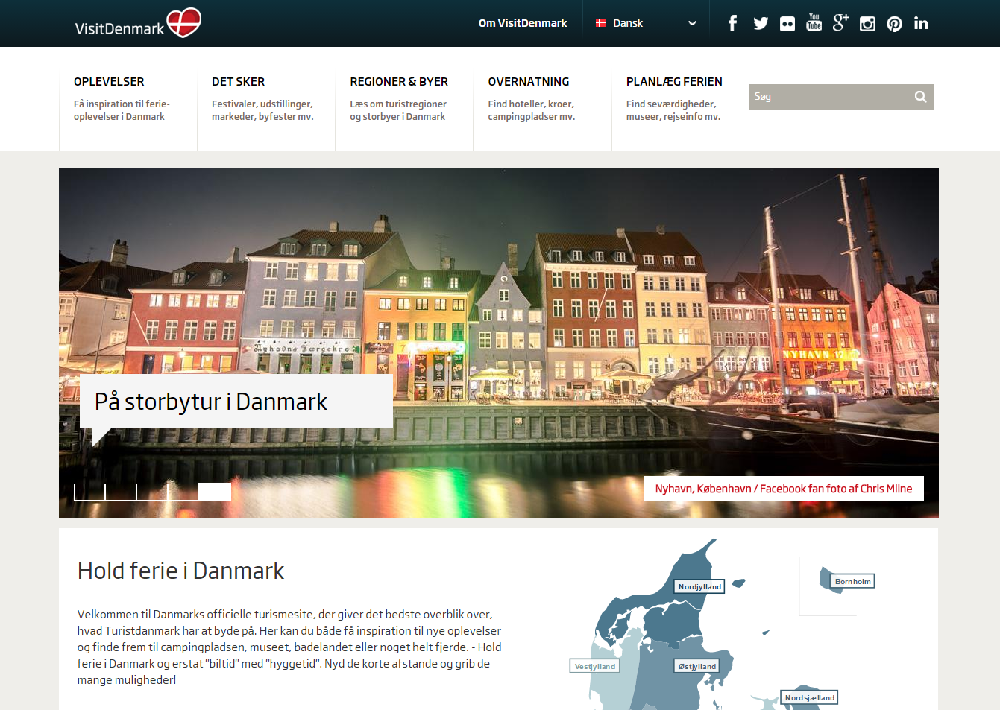 VisitDenmark
Om VisitDenmark
Dansk
You
Tube
OPLEVELSER
Få inspiration til ferie-
oplevelser i Danmark
DET SKER
Festivaler, udstillinger,
markeder, byfester mv.
REGIONER & BYER
Læs om turistregioner
og storbyer i Danmark
OVERNATNING
Find hoteller, kroer,
campingpladser mv.
PLANLÆG FERIEN
Find seværdigheder,
museer, rejseinfo mv.
Søg
Nyhavns Færgekro
7
NYHAVN 17
På storbytur i Danmark
Nyhavn, København / Facebook fan foto af Chris Milne
Hold ferie i Danmark
Velkommen til Danmarks officielle turismesite, der giver det bedste overblik over,
hvad Turistdanmark har at byde på. Her kan du både få inspiration til nye oplevelser
og finde frem til campingpladsen, museet, badelandet eller noget helt fjerde. - Hold
ferie i Danmark og erstat "biltid" med "hyggetid". Nyd de korte afstande og grib de
mange muligheder!
Nordjylland
Bornholm
Vestjylland
Østjylland
Nordsjælland